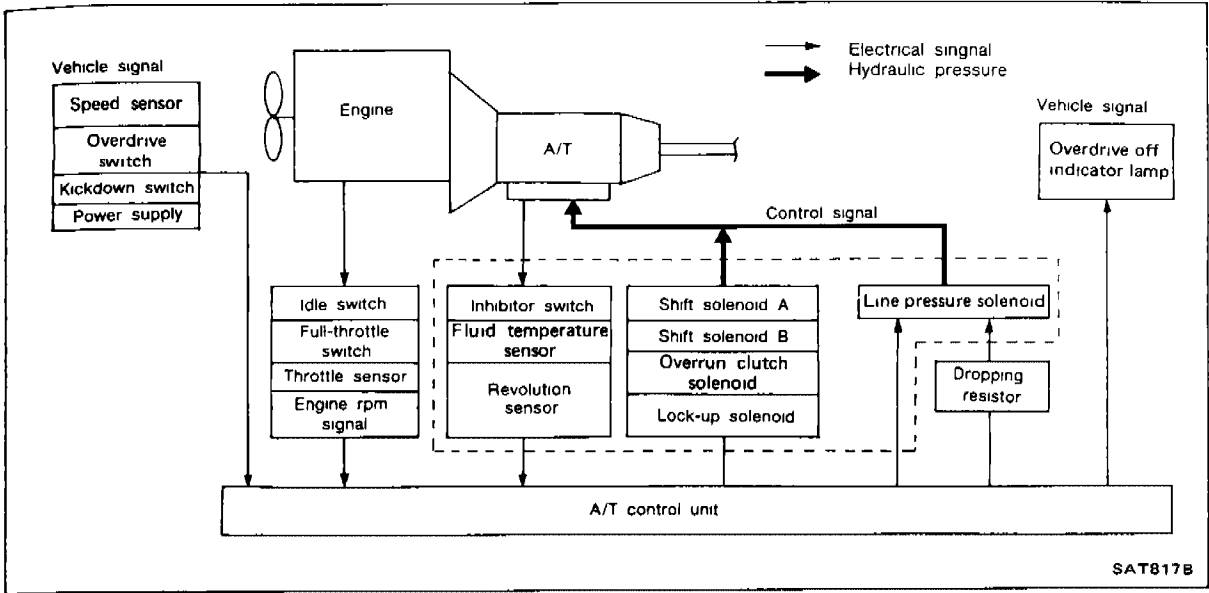 Vehicle signal
Speed sensor
Overdrive
switch
Kickdown switch
Power supply
Engine
A/T
Electrical singnal
Hydraulic pressure
Vehicle signal
Overdrive off
indicator lamp
Control signal
Idle switch
Full-throttle
switch
Throttle sensor
Engine rpm
signal
Inhibitor switch
Fluid temperature
sensor
Revolution
sensor
Shift solenoid A
Shift solenoid B
Overrun clutch
solenoid
Lock-up solenoid
Line pressure solenoid
Dropping
resistor
A/T control unit
SAT817B